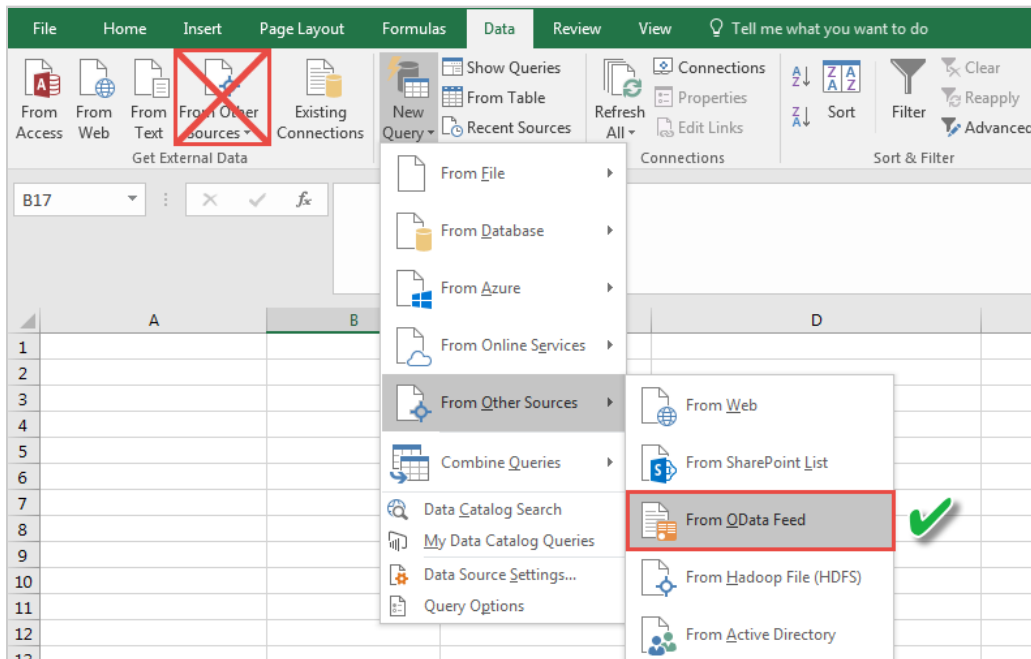 File Home Insert Page Layout Formulas Data Review View Tell me what you want to do
From Access
From Web
From Text
From Other Sources
Existing Connections
Get External Data
New Query
Show Queries
From Table
Recent Sources
Refresh All
Connections
Properties
Edit Links
Connections
Sort
Filter
Clear
Reapply
Advanced
Sort & Filter
B17
fx
A B D
1
2
3
4
5
6
7
8
9
10
11
12
13
From File
From Database
From Azure
From Online Services
From Other Sources
Combine Queries
Data Catalog Search
My Data Catalog Queries
Data Source Settings...
Query Options
From Web
From SharePoint List
From OData Feed
From Hadoop File (HDFS)
From Active Directory